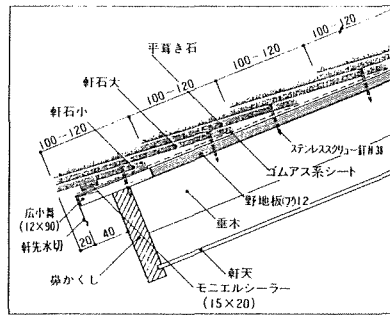 100~120
平葺き石
100~120
軒石大
100~120
軒石小
100~120
ステンレススクリュー釘 N 38
ゴムアス系シート
野地板(フライ)12
広小舞
(12×90)
垂木
軒先水切
20
40
鼻かくし
軒天
モニエルシーラー
(15×20)